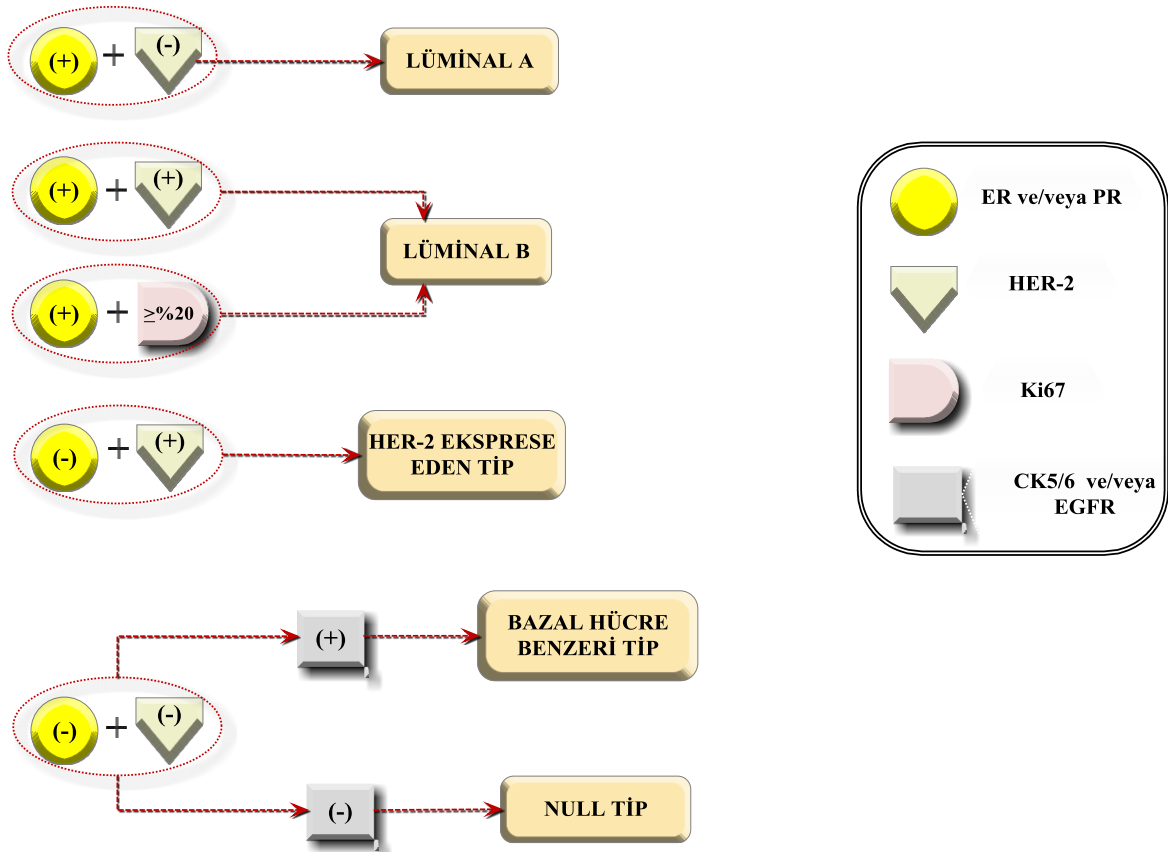 (+) + (-)
LÜMİNAL A
(+) + (+)
LÜMİNAL B
(+) + ≥%20
(-) + (+)
HER-2 EKSPRESE
EDEN TİP
(+)
BAZAL HÜCRE
BENZERİ TİP
(-) + (-)
(-)
NULL TİP
ER ve/veya PR
HER-2
Ki67
CK5/6 ve/veya
EGFR